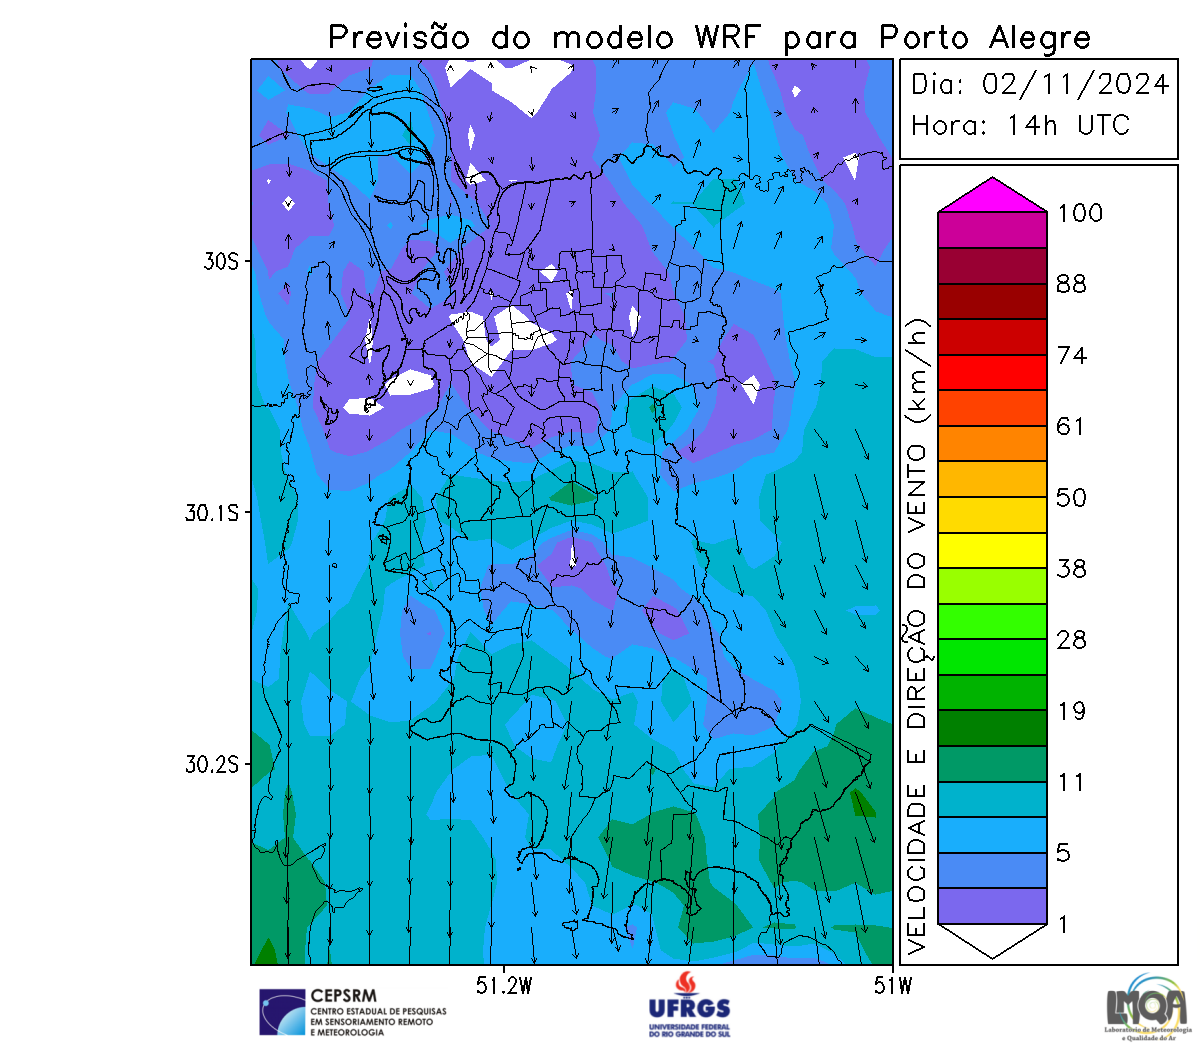 Previsão do modelo WRF para Porto Alegre
Dia: 02/11/2024
Hora: 14h UTC
30S
30.1S
30.2S
51.2W
51W
VELOCIDADE E DIREÇÃO DO VENTO (km/h)
100
88
74
61
50
38
28
19
11
5
1
CEPSRM
CENTRO ESTADUAL DE PESQUISAS
EM SENSORIAMENTO REMOTO
E METEOROLOGIA
UFRGS
UNIVERSIDADE FEDERAL
DO RIO GRANDE DO SUL
LMQA
Laboratório de Meteorologia
e Qualidade do Ar